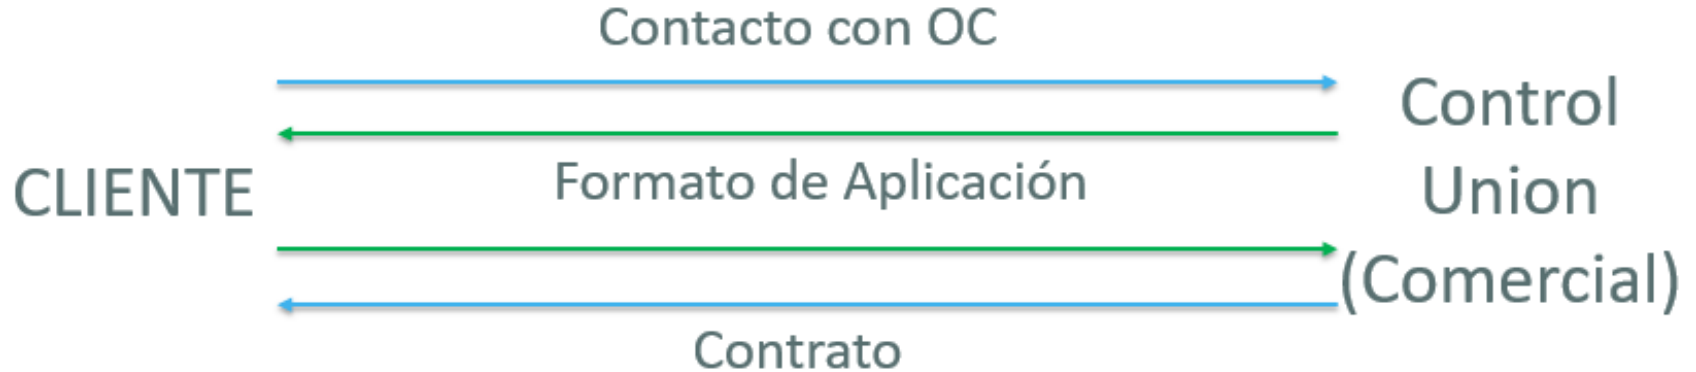 Contacto con OC
CLIENTE
Formato de Aplicación
Control
Union
(Comercial)
Contrato